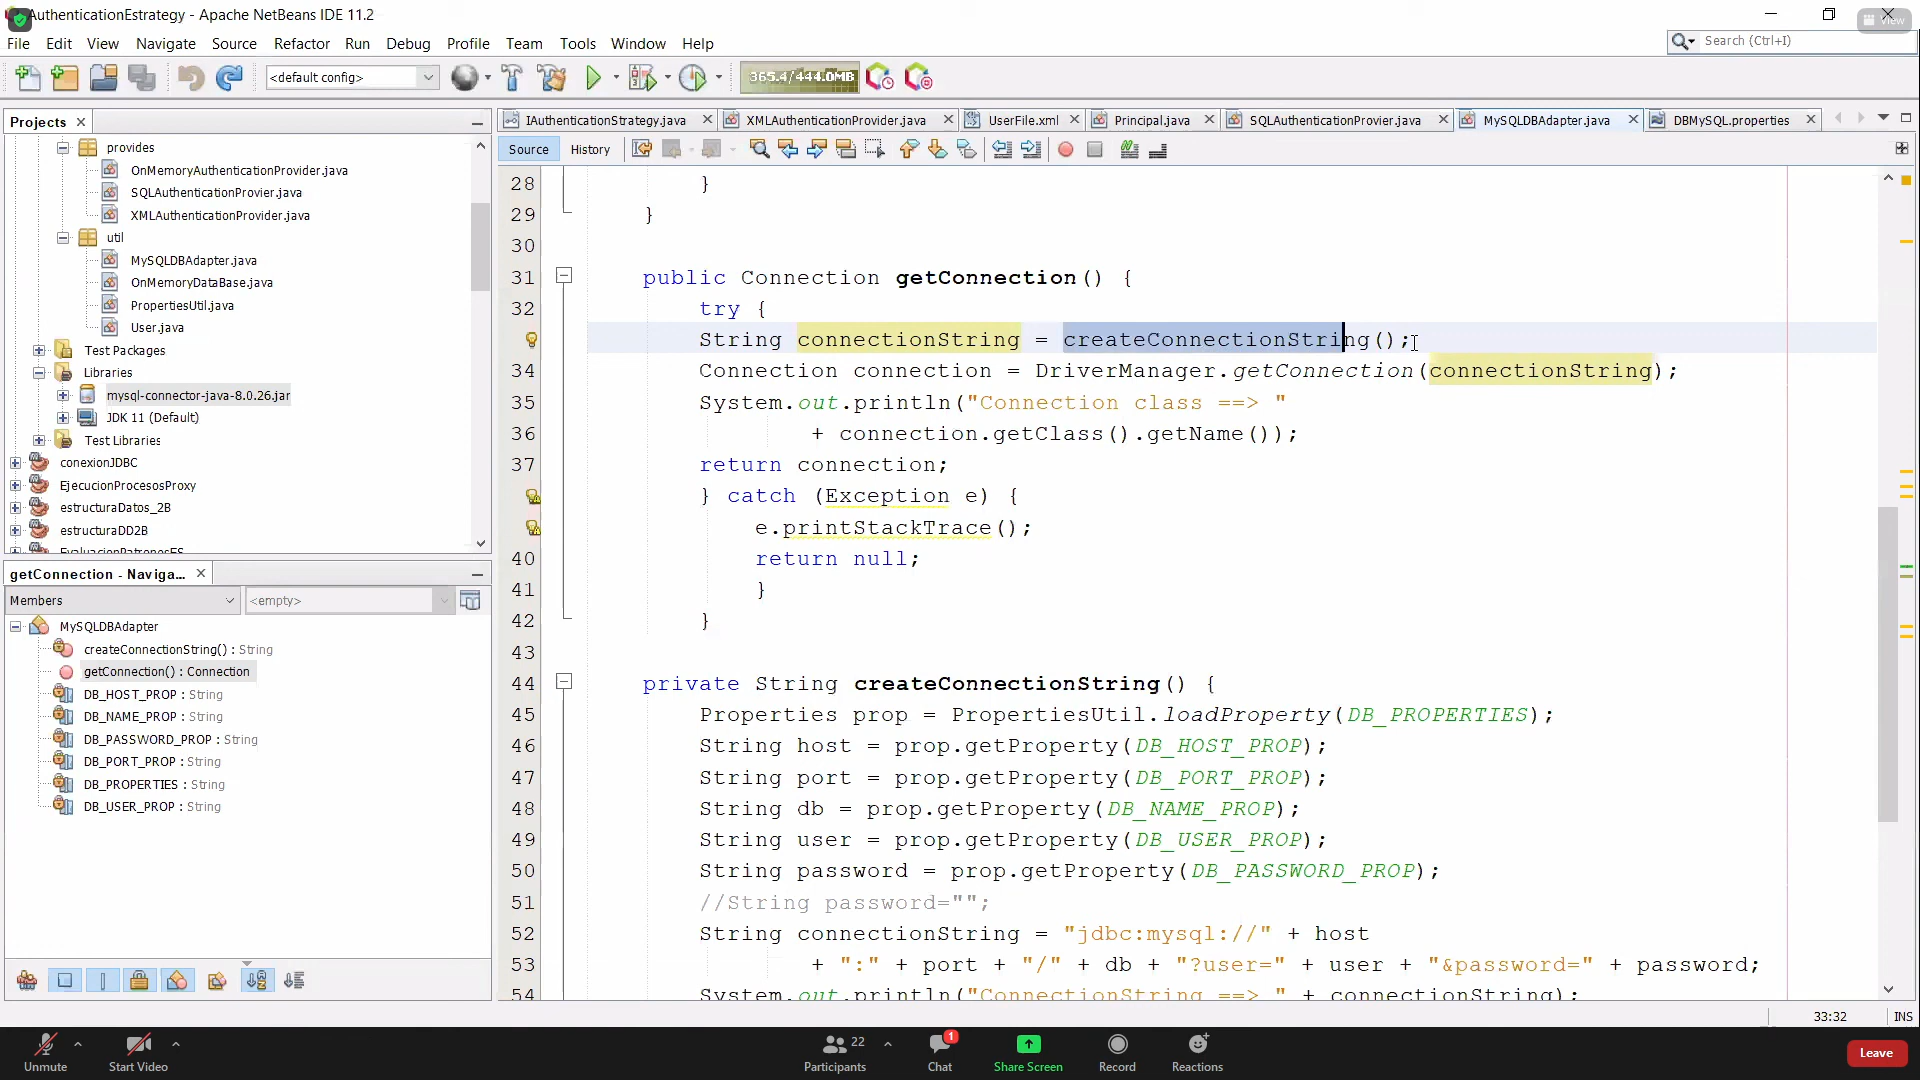 AuthenticationEstrategy - Apache NetBeans IDE 11.2
View
File Edit View Navigate Source Refactor Run Debug Profile Team Tools Window Help
Search (Ctrl+I)
<default config>
365.4/444.0MB
Projects
provides
OnMemoryAuthenticationProvider.java
SQLAuthenticationProvier.java
XMLAuthenticationProvider.java
util
MySQLDBAdapter.java
OnMemoryDataBase.java
PropertiesUtil.java
User.java
Test Packages
Libraries
mysql-connector-java-8.0.26.jar
JDK 11 (Default)
Test Libraries
conexionJDBC
EjecucionProcesosProxy
estructuraDatos_2B
estructuraDD2B
EvaluacionPatronesES
getConnection - Naviga...
Members
<empty>
MySQLDBAdapter
createConnectionString() : String
getConnection() : Connection
DB_HOST_PROP : String
DB_NAME_PROP : String
DB_PASSWORD_PROP : String
DB_PORT_PROP : String
DB_PROPERTIES : String
DB_USER_PROP : String
IAuthentilcationStrategy.java XMLAuthenticationProvider.java UserFile.xml Principal.java SQLAuthenticationProvier.java MySQLDBAdapter.java DBMySQL.properties
Source History
28 }
29 }
30
31 public Connection getConnection() {
32 try {
String connectionString = createConnectionString();
34 Connection connection = DriverManager.getConnection(connectionString);
35 System.out.println("Connection class ==> "
36 + connection.getClass().getName());
37 return connection;
} catch (Exception e) {
e.printStackTrace();
40 return null;
41 }
42 }
43
44 private String createConnectionString() {
45 Properties prop = PropertiesUtil.loadProperty(DB_PROPERTIES);
46 String host = prop.getProperty(DB_HOST_PROP);
47 String port = prop.getProperty(DB_PORT_PROP);
48 String db = prop.getProperty(DB_NAME_PROP);
49 String user = prop.getProperty(DB_USER_PROP);
50 String password = prop.getProperty(DB_PASSWORD_PROP);
51 //String password="";
52 String connectionString = "jdbc:mysql://" + host
53 + ":" + port + "/" + db + "?user=" + user + "&password=" + password;
54 System.out.println("ConnectionString ==> " + connectionString);
33:32 INS
Unmute
Start Video
22
Participants
1
Chat
Share Screen
Record
Reactions
Leave